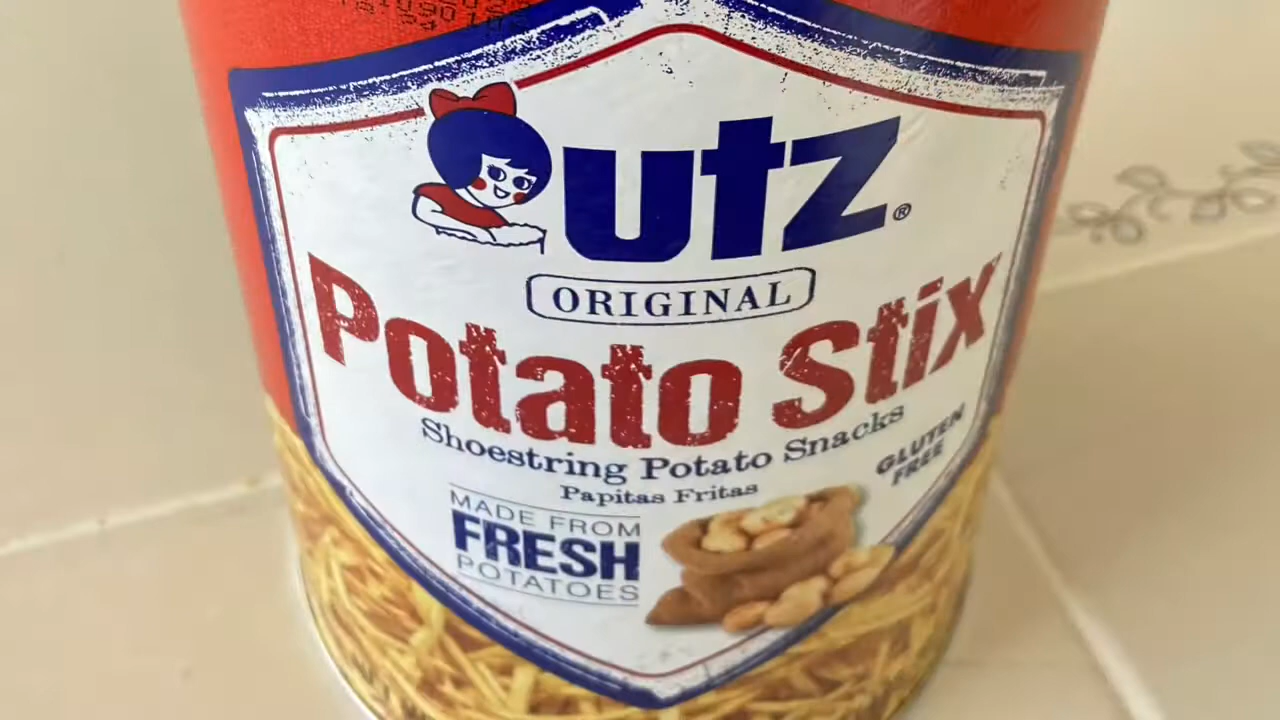 utz®
ORIGINAL
Potato Stix
Shoestring Potato Snacks
Papitas Fritas
GLUTEN
FREE
MADE FROM
FRESH
POTATOES